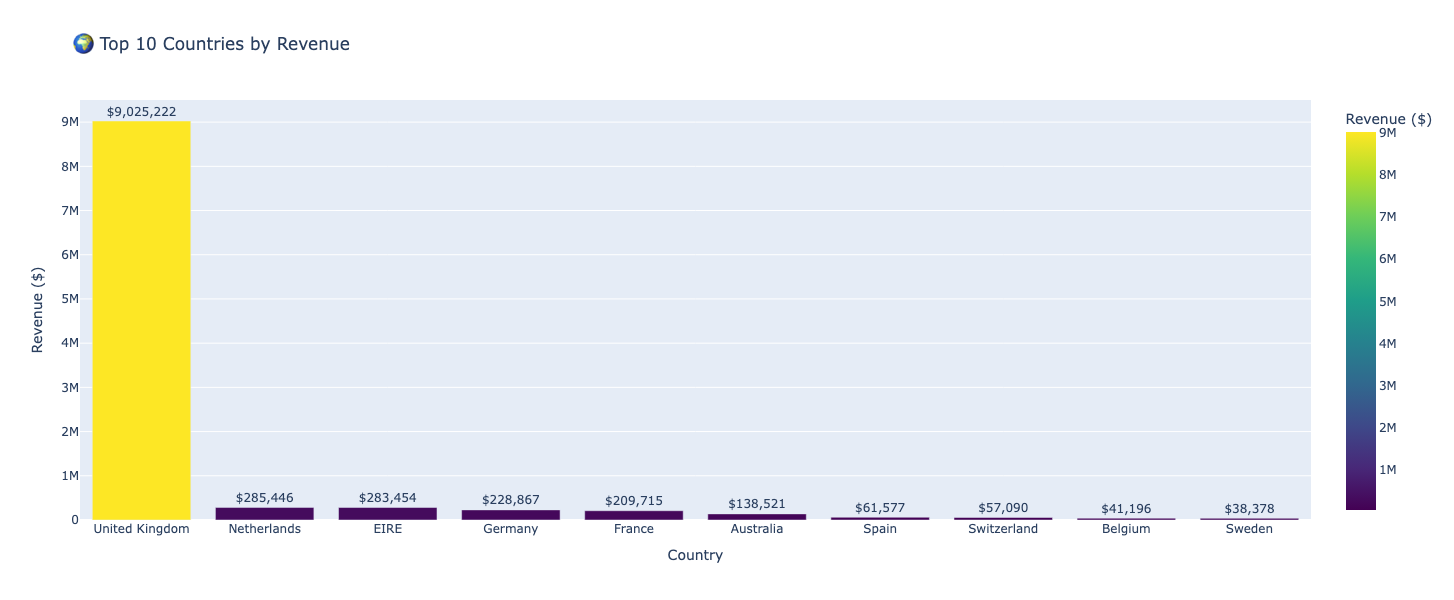 🌍 Top 10 Countries by Revenue
$9,025,222
$285,446
$283,454
$228,867
$209,715
$138,521
$61,577
$57,090
$41,196
$38,378
9M
8M
7M
6M
5M
4M
3M
2M
1M
0
Revenue ($)
United Kingdom
Netherlands
EIRE
Germany
France
Australia
Spain
Switzerland
Belgium
Sweden
Country
Revenue ($)
9M
8M
7M
6M
5M
4M
3M
2M
1M